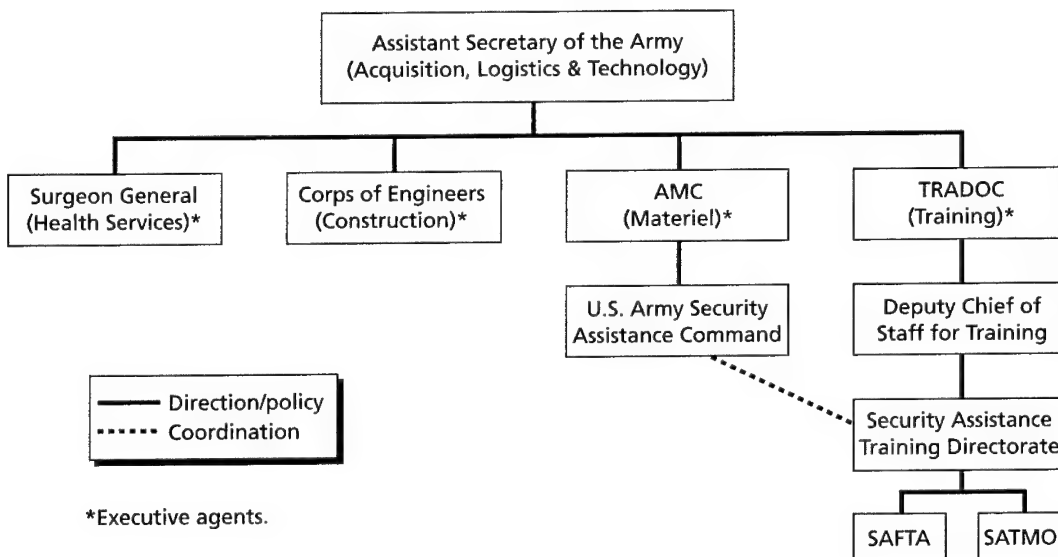 Assistant Secretary of the Army
(Acquisition, Logistics & Technology)
Surgeon General
(Health Services)*
Corps of Engineers
(Construction)*
AMC
(Materiel)*
TRADOC
(Training)*
U.S. Army Security
Assistance Command
Deputy Chief of
Staff for Training
Direction/policy
Coordination
Security Assistance
Training Directorate
*Executive agents.
SAFTA
SATMO